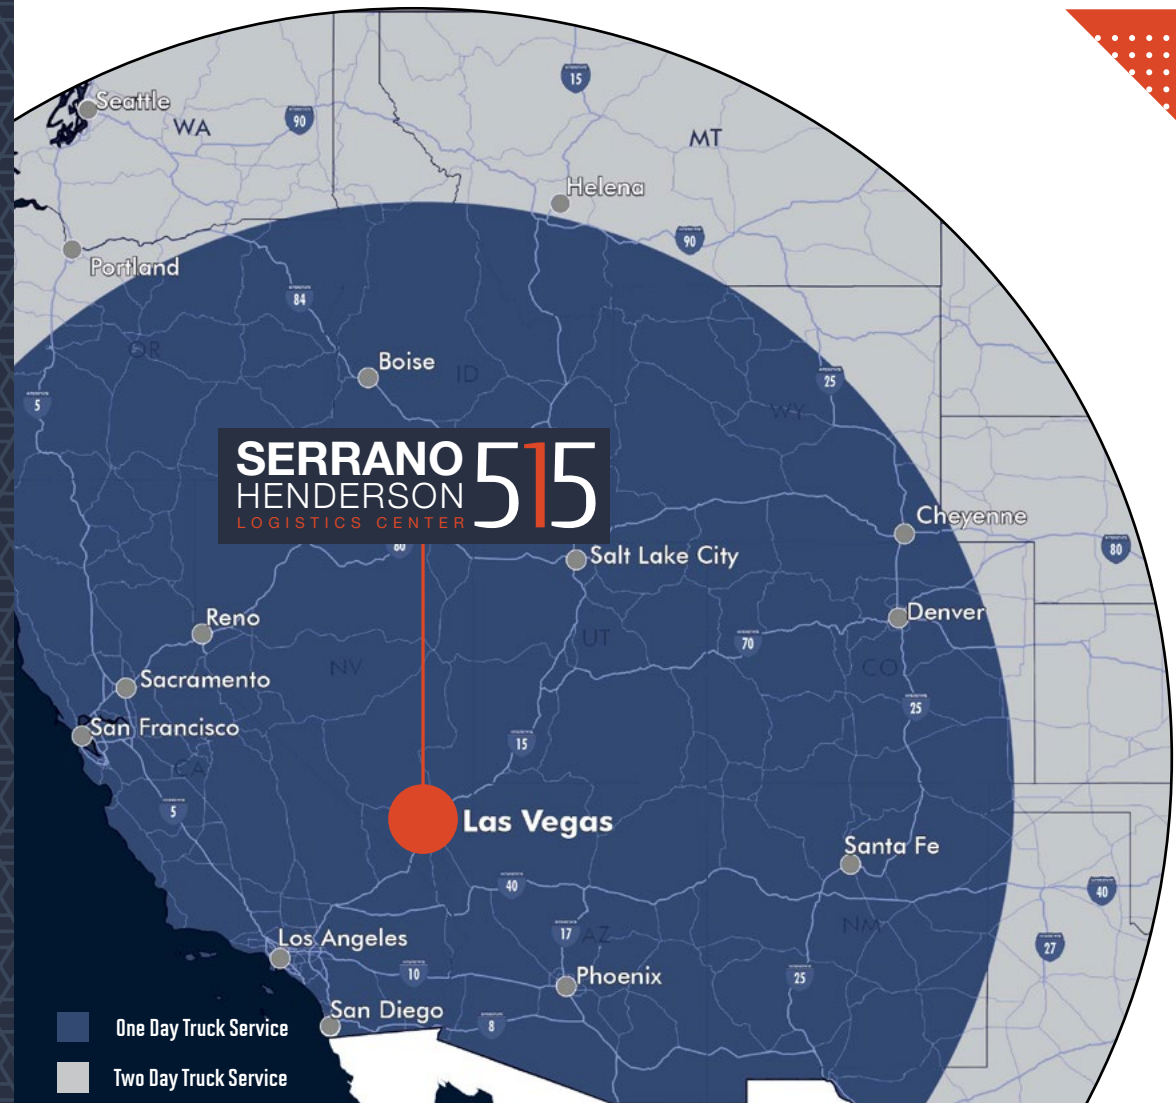 15
Seattle
WA
90
MT
Helena
90
Portland
84
OR
Boise
ID
25
WY
5
SERRANO
HENDERSON
LOGISTICS CENTER
515
80
Cheyenne
80
Salt Lake City
Reno
Denver
UT
70
NV
CO
Sacramento
25
San Francisco
15
CA
5
Las Vegas
Santa Fe
40
40
NM
17
AZ
27
Los Angeles
10
Phoenix
25
San Diego
8
One Day Truck Service
Two Day Truck Service